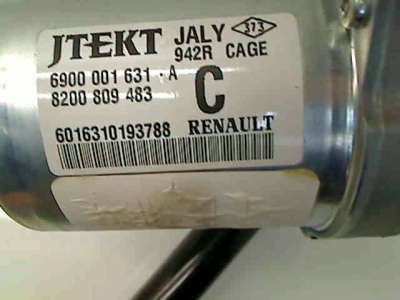 JTEKT JALY 373
942R CAGE
6900 001 631 -A
8200 809 483 C
6016310193788 RENAULT